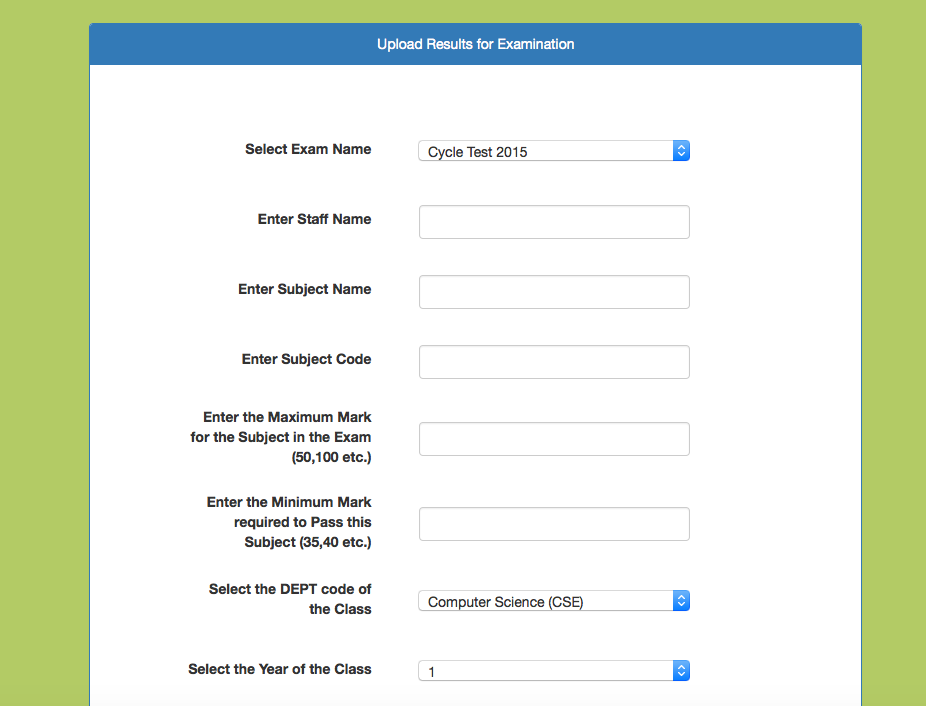 Upload Results for Examination
Select Exam Name
Cycle Test 2015
Enter Staff Name
Enter Subject Name
Enter Subject Code
Enter the Maximum Mark
for the Subject in the Exam
(50,100 etc.)
Enter the Minimum Mark
required to Pass this
Subject (35,40 etc.)
Select the DEPT code of
the Class
Computer Science (CSE)
Select the Year of the Class
1